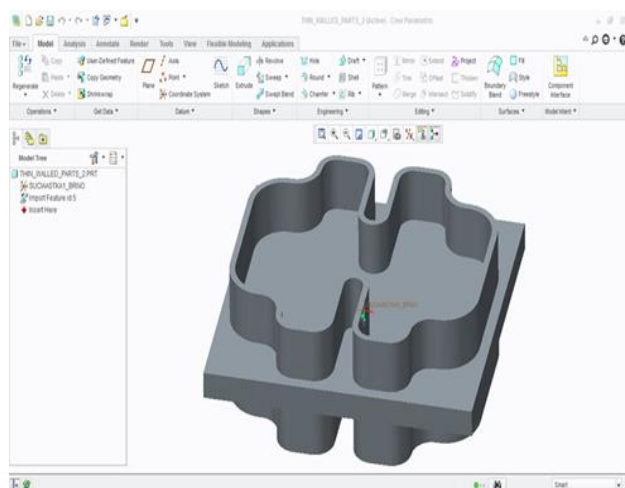 THIN_WALLED_PARTS_2 (Active) - Creo Parametric
File Model Analysis Annotate Render Tools View Flexible Modeling Applications
Regenerate
Copy
Paste
Delete
User-Defined Feature
Copy Geometry
Shrinkwrap
Plane
Axis
Point
Coordinate System
Sketch
Extrude
Revolve
Sweep
Swept Blend
Hole
Round
Chamfer
Draft
Shell
Rib
Pattern
Mirror
Trim
Merge
Extend
Offset
Intersect
Project
Thicken
Solidify
Boundary Blend
Fill
Style
Freestyle
Component Interface
Operations Get Data Datum Shapes Engineering Editing Surfaces Model Intent
Model Tree
THIN_WALLED_PARTS_2.PRT
Import Feature id 5
Insert Here
Smart